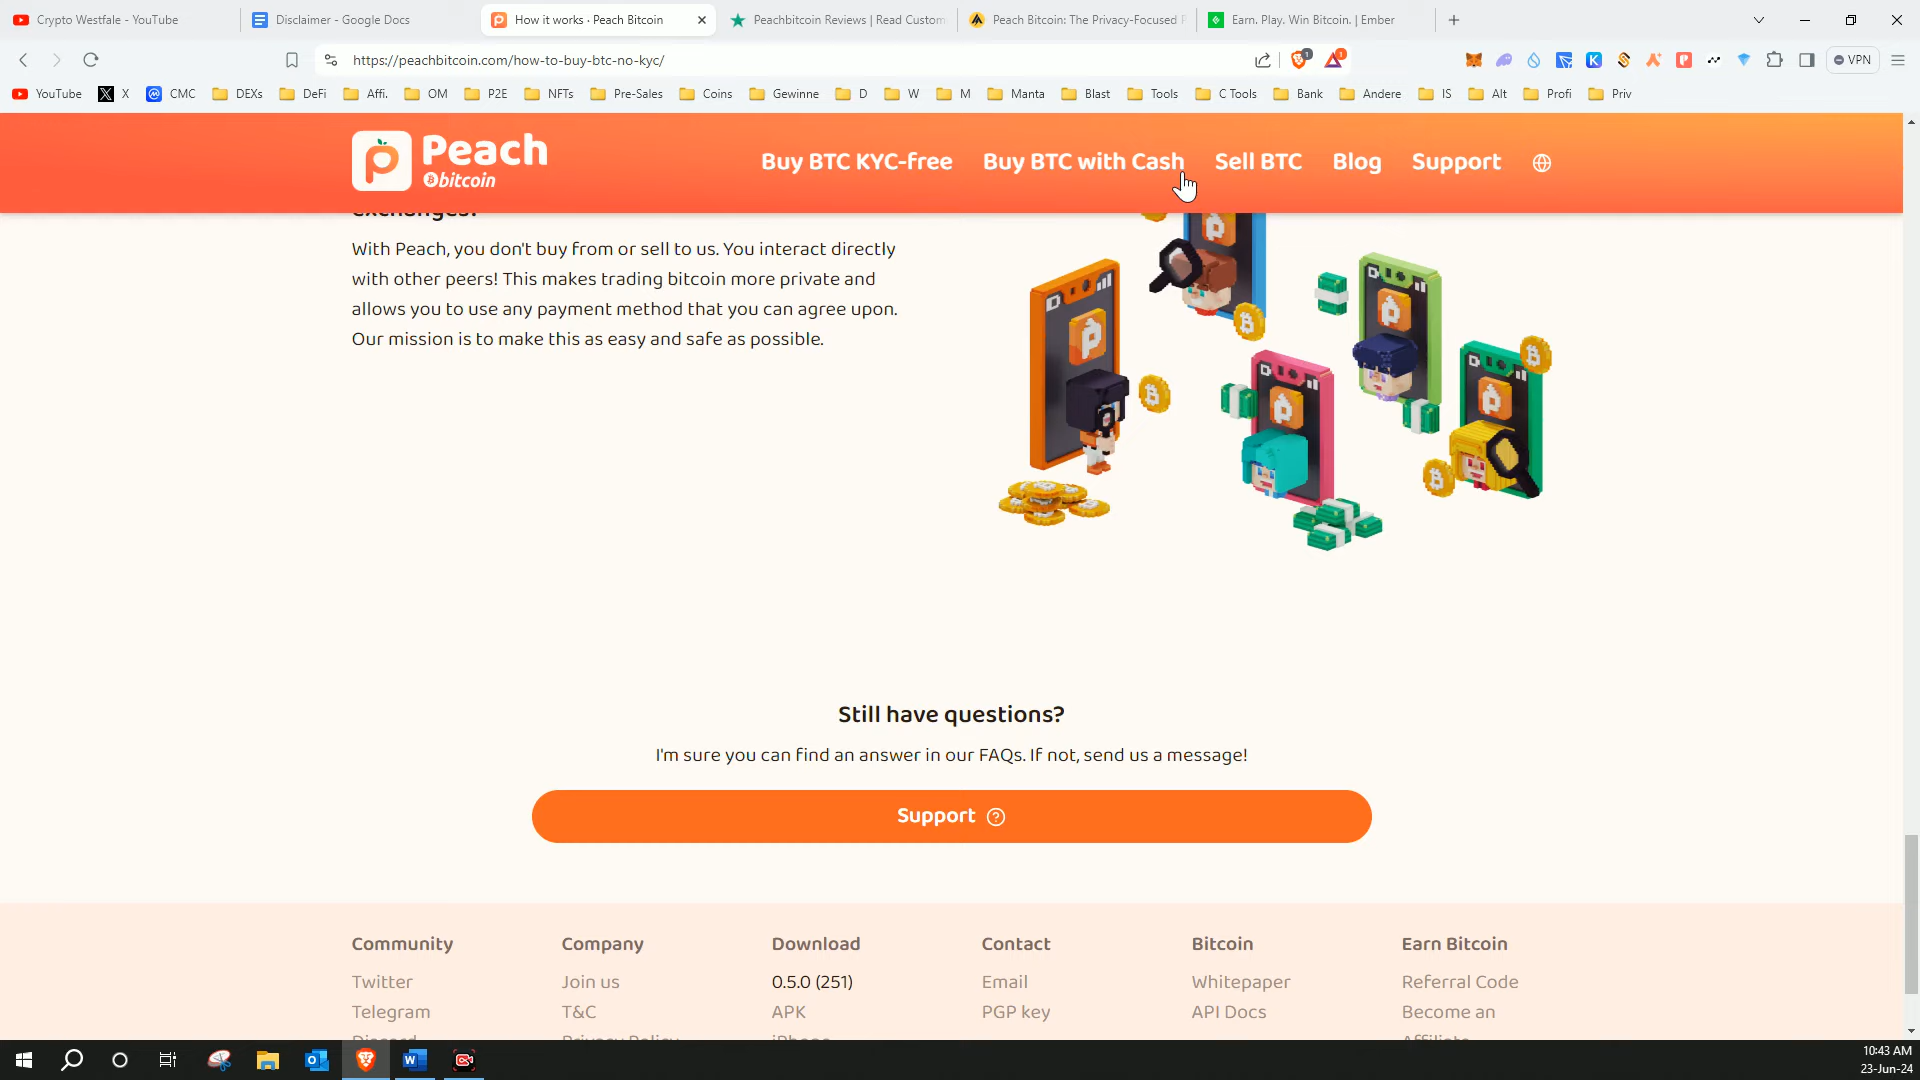 Crypto Westfale - YouTube
Disclaimer - Google Docs
How it works · Peach Bitcoin
Peachbitcoin Reviews | Read Custom
Peach Bitcoin: The Privacy-Focused P
Earn. Play. Win Bitcoin. | Ember
https://peachbitcoin.com/how-to-buy-btc-no-kyc/
1
1
VPN
YouTube X CMC DEXs DeFi Affi. OM P2E NFTs Pre-Sales Coins Gewinne D W M Manta Blast Tools C Tools Bank Andere IS Alt Profi Priv
Peach
bitcoin
Buy BTC KYC-free Buy BTC with Cash Sell BTC Blog Support
exchanges?
With Peach, you don't buy from or sell to us. You interact directly
with other peers! This makes trading bitcoin more private and
allows you to use any payment method that you can agree upon.
Our mission is to make this as easy and safe as possible.
Still have questions?
I'm sure you can find an answer in our FAQs. If not, send us a message!
Support
Community Company Download Contact Bitcoin Earn Bitcoin
Twitter Join us 0.5.0 (251) Email Whitepaper Referral Code
Telegram T&C APK PGP key API Docs Become an
Discord Privacy Policy iPhone Affiliate
10:43 AM
23-Jun-24